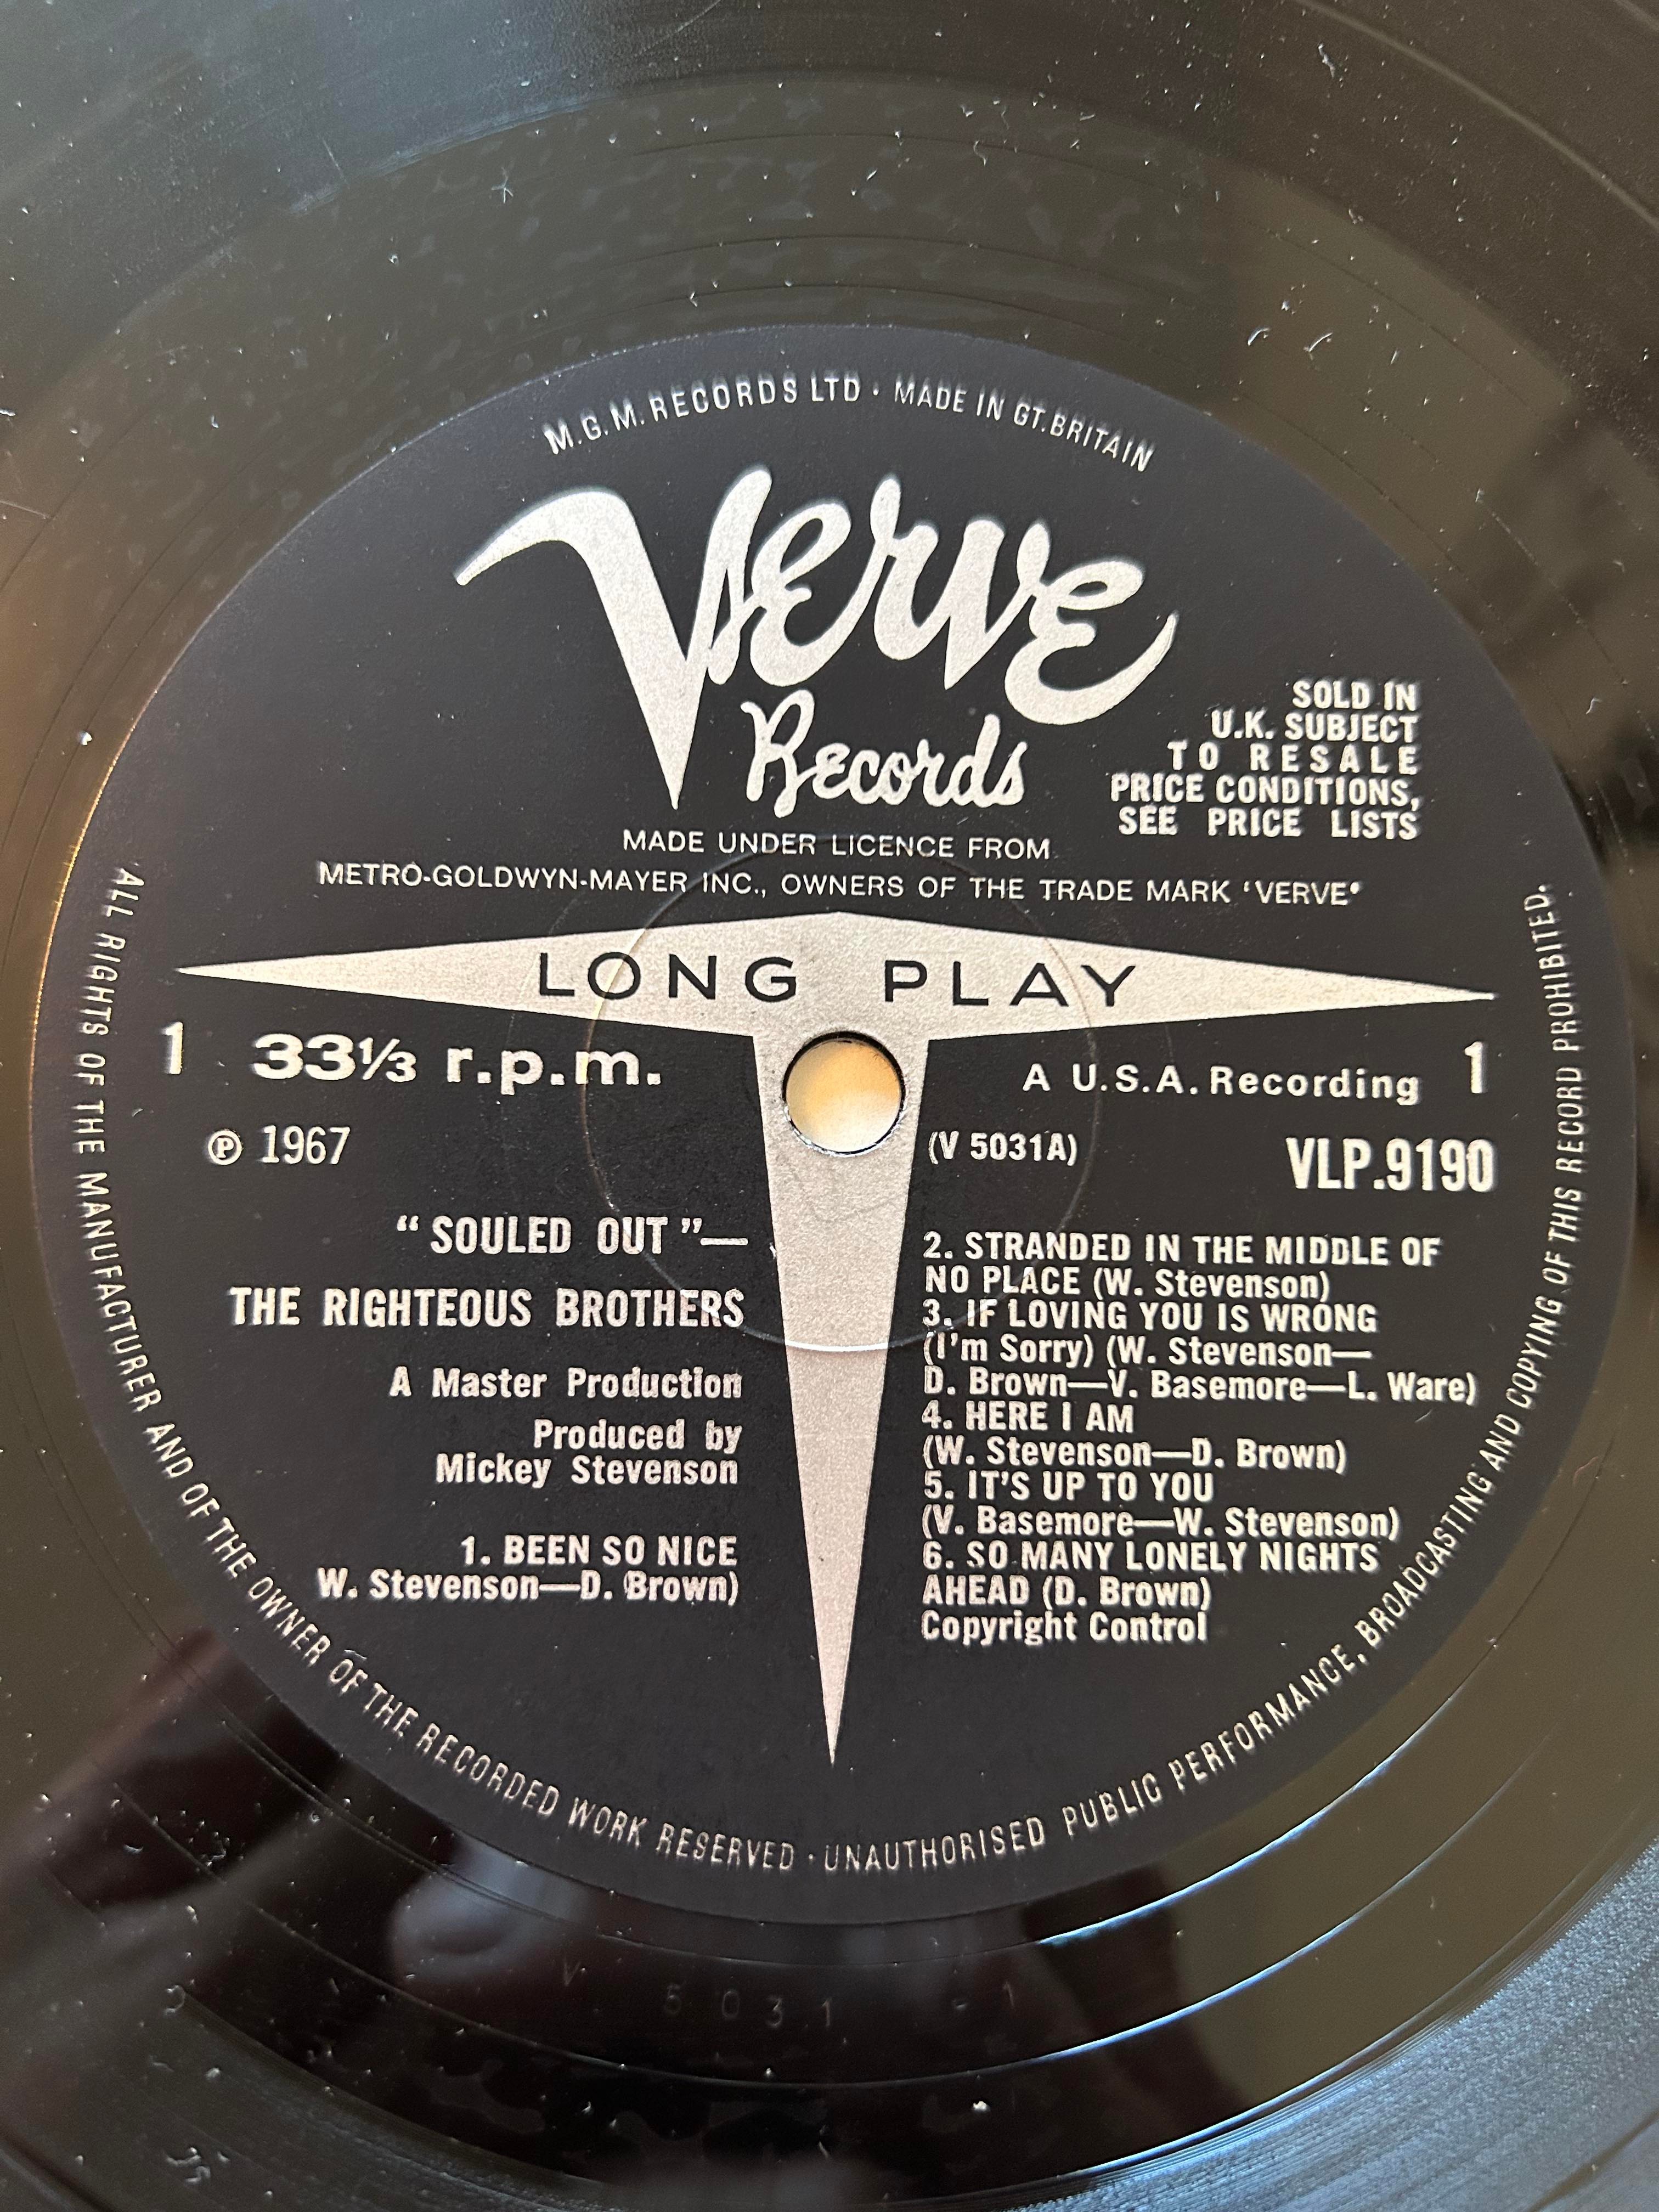 M.G.M. RECORDS LTD · MADE IN GT. BRITAIN
Verve
Records
SOLD IN
U.K. SUBJECT
TO RESALE
PRICE CONDITIONS,
SEE PRICE LISTS
MADE UNDER LICENCE FROM
METRO-GOLDWYN-MAYER INC., OWNERS OF THE TRADE MARK 'VERVE'
LONG PLAY
1 33⅓ r.p.m.
A U.S.A. Recording 1
℗ 1967
(V 5031A) VLP.9190
“SOULED OUT”—
THE RIGHTEOUS BROTHERS
A Master Production
Produced by
Mickey Stevenson
1. BEEN SO NICE
W. Stevenson—D. Brown)
2. STRANDED IN THE MIDDLE OF
NO PLACE (W. Stevenson)
3. IF LOVING YOU IS WRONG
(I'm Sorry) (W. Stevenson—
D. Brown—V. Basemore—L. Ware)
4. HERE I AM
(W. Stevenson—D. Brown)
5. IT'S UP TO YOU
(V. Basemore—W. Stevenson)
6. SO MANY LONELY NIGHTS
AHEAD (D. Brown)
Copyright Control
ALL RIGHTS OF THE MANUFACTURER AND OF THE OWNER OF THE RECORDED WORK RESERVED · UNAUTHORISED PUBLIC PERFORMANCE, BROADCASTING AND COPYING OF THIS RECORD PROHIBITED.
V 5031 -1